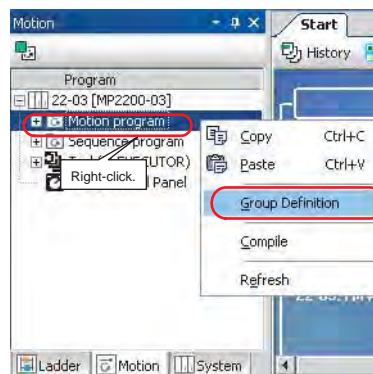 Motion
Start
History
Program
22-03 [MP2200-03]
Motion program
Sequence program
UTOR)
Panel
Right-click.
Copy Ctrl+C
Paste Ctrl+V
Group Definition
Compile
Refresh
Ladder Motion System